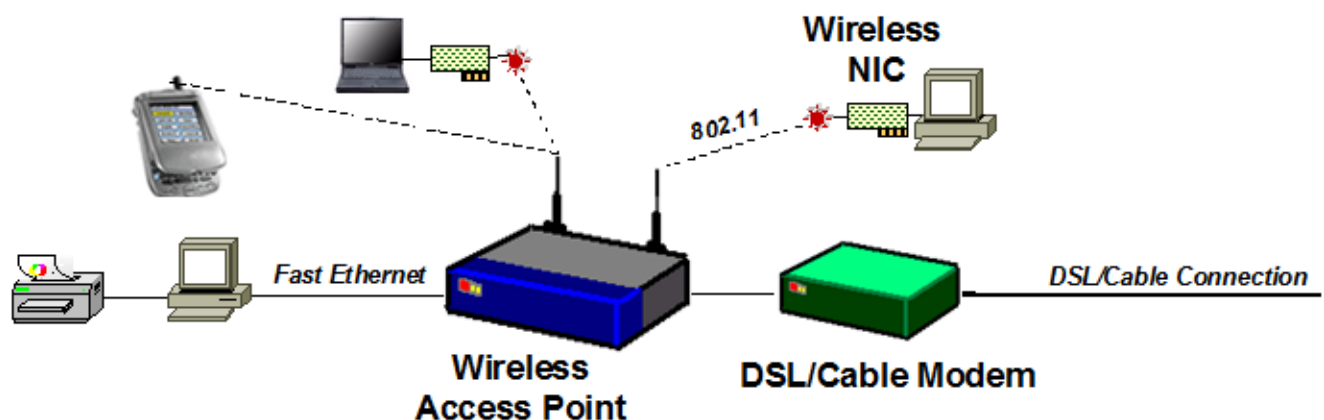 Wireless
NIC
802.11
Fast Ethernet
DSL/Cable Connection
Wireless
Access Point
DSL/Cable Modem